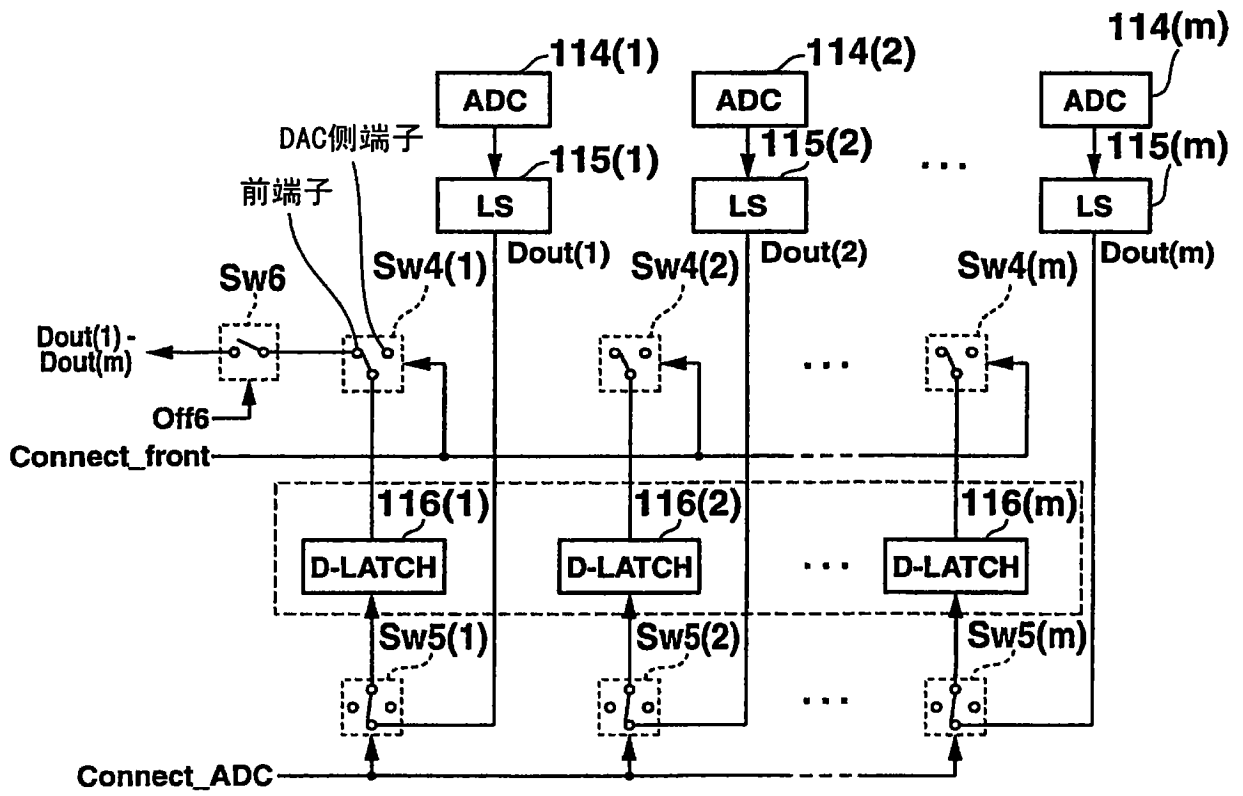 114(1)
114(2)
114(m)
ADC
ADC
ADC
DAC侧端子
115(1)
115(2)
...
115(m)
前端子
LS
LS
LS
Dout(1)
Dout(2)
Dout(m)
Sw6
Sw4(1)
Sw4(2)
Sw4(m)
Dout(1) -
Dout(m)
...
Off6
Connect_front
116(1)
116(2)
116(m)
D-LATCH
D-LATCH
...
D-LATCH
Sw5(1)
Sw5(2)
Sw5(m)
...
Connect_ADC